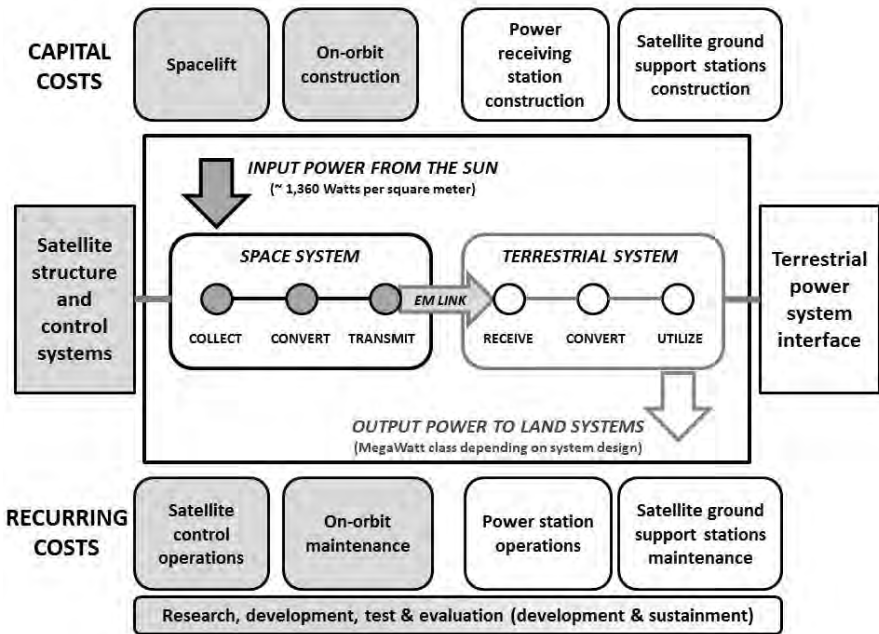 CAPITAL
COSTS
Spacelift
On-orbit
construction
Power
receiving
station
construction
Satellite ground
support stations
construction
INPUT POWER FROM THE SUN
(~ 1,360 Watts per square meter)
Satellite
structure
and
control
systems
SPACE SYSTEM
COLLECT
CONVERT
TRANSMIT
EM LINK
TERRESTRIAL SYSTEM
RECEIVE
CONVERT
UTILIZE
Terrestrial
power
system
interface
OUTPUT POWER TO LAND SYSTEMS
(MegaWatt class depending on system design)
RECURRING
COSTS
Satellite
control
operations
On-orbit
maintenance
Power station
operations
Satellite ground
support stations
maintenance
Research, development, test & evaluation (development & sustainment)